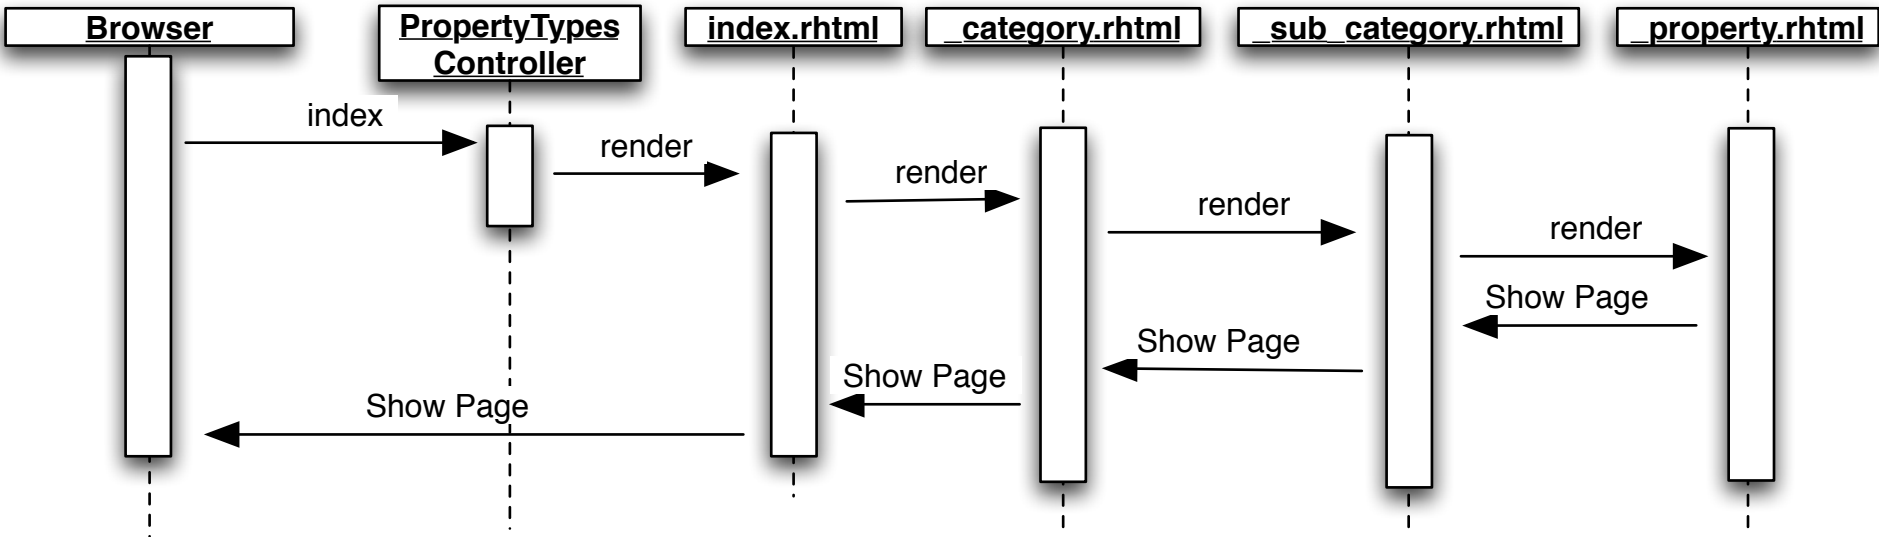 Browser
PropertyTypes
Controller
index.rhtml
_category.rhtml
_sub_category.rhtml
_property.rhtml
index
render
render
render
render
Show Page
Show Page
Show Page
Show Page